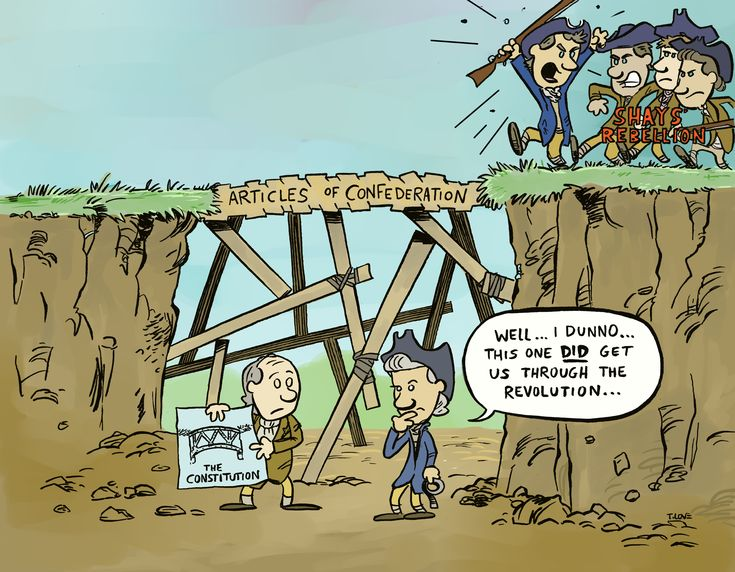 SHAYS
REBELLION
ARTICLES OF CONFEDERATION
WELL... I DUNNO...
THIS ONE DID GET
US THROUGH THE
REVOLUTION...
THE
CONSTITUTION
T. LOVE